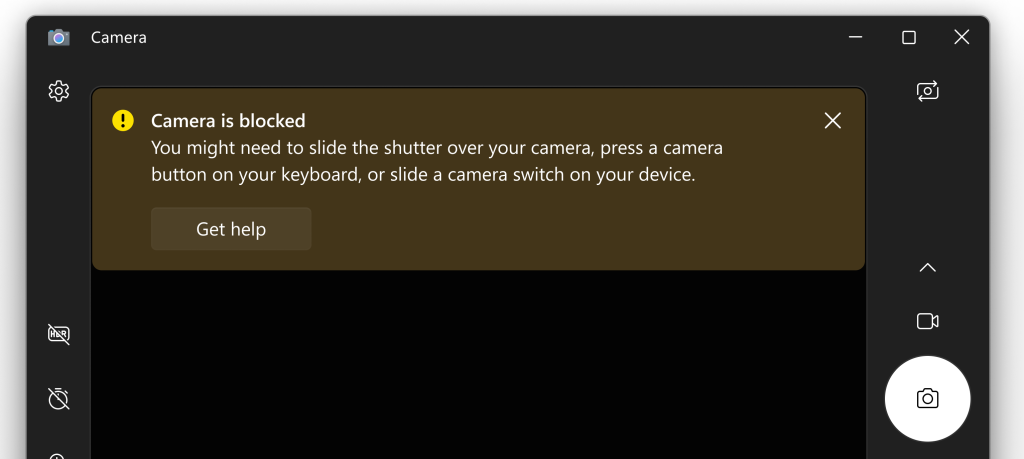 Camera
Camera is blocked
You might need to slide the shutter over your camera, press a camera
button on your keyboard, or slide a camera switch on your device.
Get help
HDR